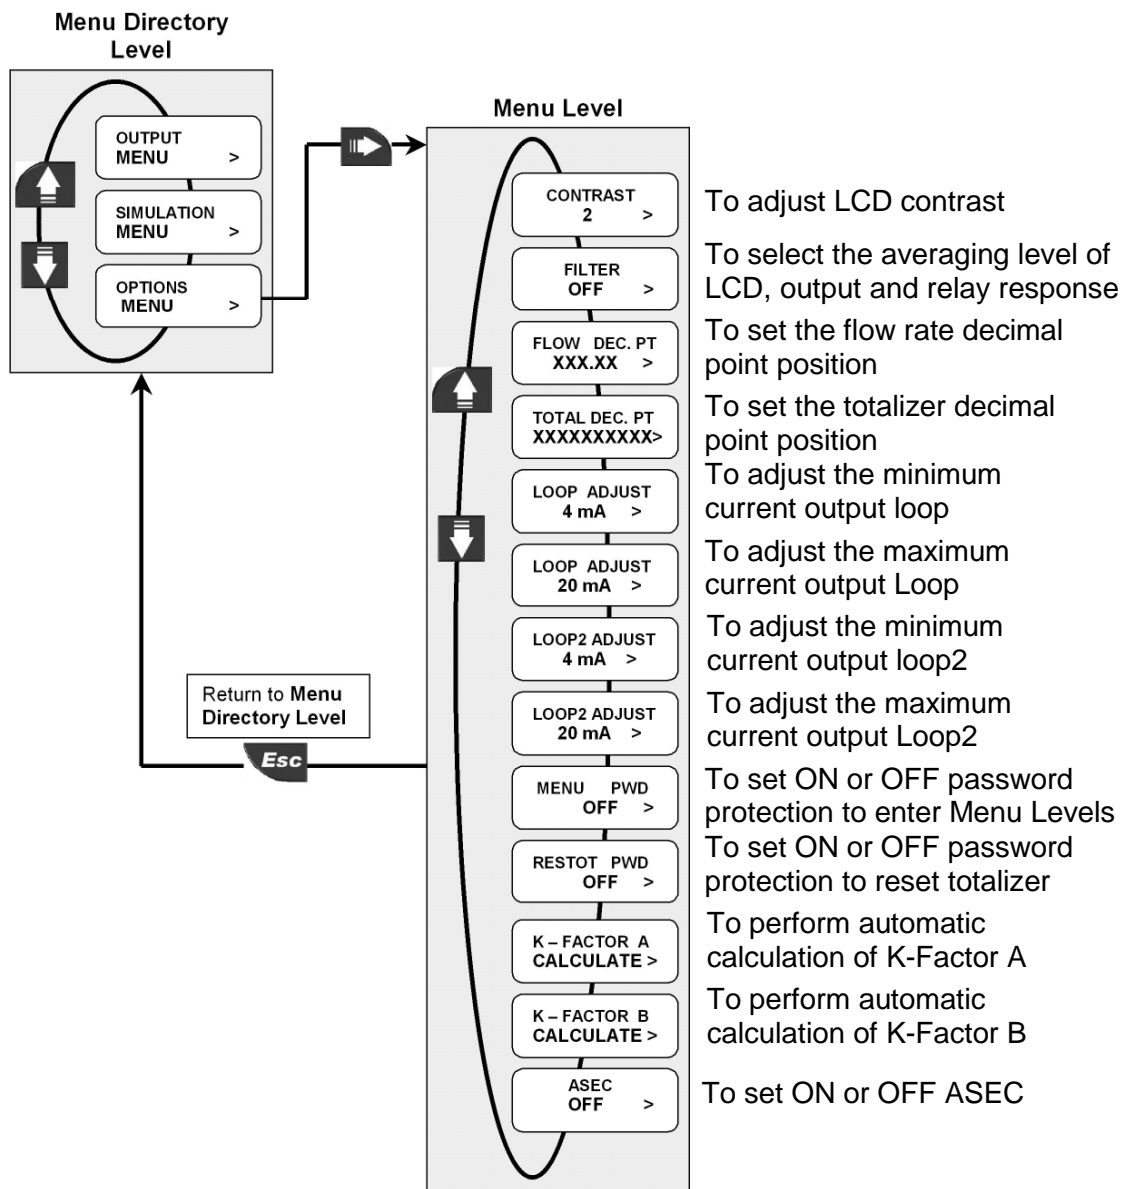 Menu Directory
Level
OUTPUT
MENU >
SIMULATION
MENU >
OPTIONS
MENU >
Menu Level
CONTRAST
2 >
To adjust LCD contrast
FILTER
OFF >
To select the averaging level of
LCD, output and relay response
FLOW DEC. PT
XXX.XX >
To set the flow rate decimal
point position
TOTAL DEC. PT
XXXXXXXXXX>
To set the totalizer decimal
point position
LOOP ADJUST
4 mA >
To adjust the minimum
current output loop
LOOP ADJUST
20 mA >
To adjust the maximum
current output Loop
LOOP2 ADJUST
4 mA >
To adjust the minimum
current output loop2
LOOP2 ADJUST
20 mA >
To adjust the maximum
current output Loop2
Return to Menu
Directory Level
Esc
MENU PWD
OFF >
To set ON or OFF password
protection to enter Menu Levels
RESTOT PWD
OFF >
To set ON or OFF password
protection to reset totalizer
K – FACTOR A
CALCULATE >
To perform automatic
calculation of K-Factor A
K – FACTOR B
CALCULATE >
To perform automatic
calculation of K-Factor B
ASEC
OFF >
To set ON or OFF ASEC